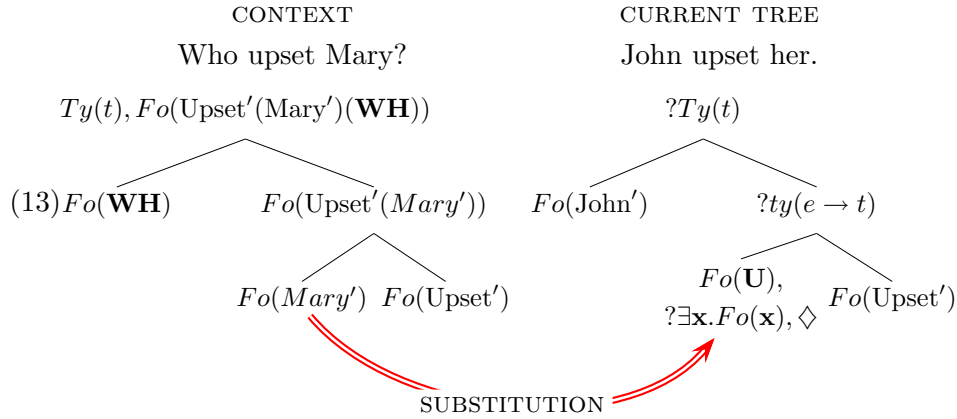 CONTEXT CURRENT TREE
Who upset Mary? John upset her.
Ty(t), Fo(Upset′(Mary′)(WH)) ?Ty(t)
(13) Fo(WH) Fo(Upset′(Mary′)) Fo(John′) ?ty(e → t)
Fo(U),
Fo(Mary′) Fo(Upset′) Fo(Upset′)
?∃x.Fo(x), ♢
SUBSTITUTION